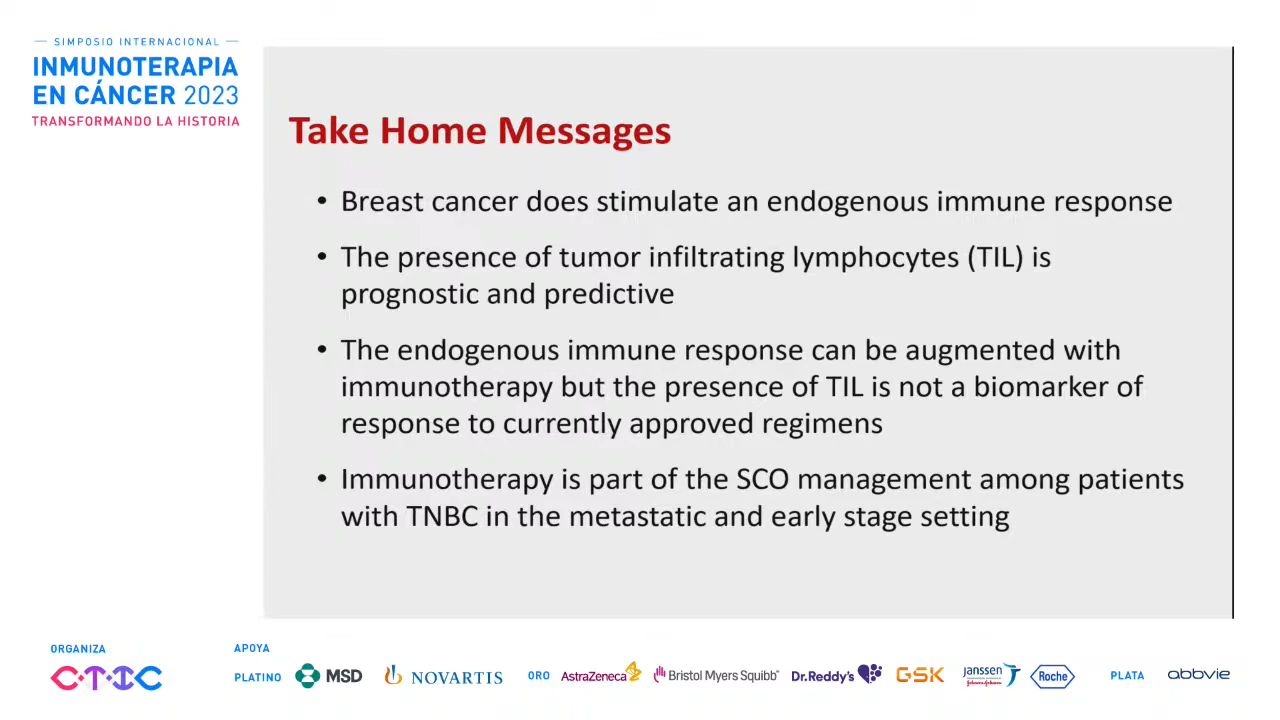 SIMPOSIO INTERNACIONAL
INMUNOTERAPIA
EN CÁNCER 2023
TRANSFORMANDO LA HISTORIA
Take Home Messages
• Breast cancer does stimulate an endogenous immune response
• The presence of tumor infiltrating lymphocytes (TIL) is
prognostic and predictive
• The endogenous immune response can be augmented with
immunotherapy but the presence of TIL is not a biomarker of
response to currently approved regimens
• Immunotherapy is part of the SCO management among patients
with TNBC in the metastatic and early stage setting
ORGANIZA
CTIC
APOYA
PLATINO
MSD
NOVARTIS
ORO
AstraZeneca
Bristol Myers Squibb
Dr.Reddy's
GSK
Janssen
Johnson & Johnson
Roche
PLATA
abbvie